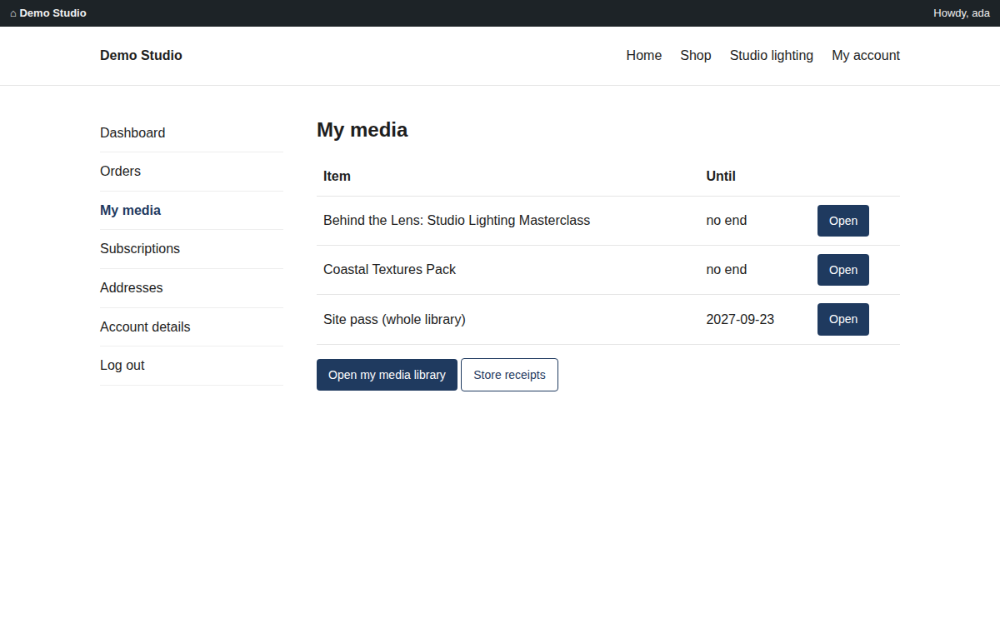 ⌂ Demo Studio
Howdy, ada
Demo Studio
Home Shop Studio lighting My account
Dashboard
Orders
My media
Subscriptions
Addresses
Account details
Log out
My media
Item Until
Behind the Lens: Studio Lighting Masterclass no end Open
Coastal Textures Pack no end Open
Site pass (whole library) 2027-09-23 Open
Open my media library Store receipts